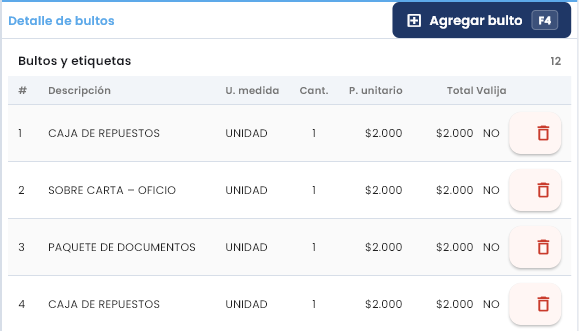 Detalle de bultos
Agregar bulto F4
Bultos y etiquetas 12
# Descripción U. medida Cant. P. unitario Total Valija
1 CAJA DE REPUESTOS UNIDAD 1 $2.000 $2.000 NO
2 SOBRE CARTA – OFICIO UNIDAD 1 $2.000 $2.000 NO
3 PAQUETE DE DOCUMENTOS UNIDAD 1 $2.000 $2.000 NO
4 CAJA DE REPUESTOS UNIDAD 1 $2.000 $2.000 NO